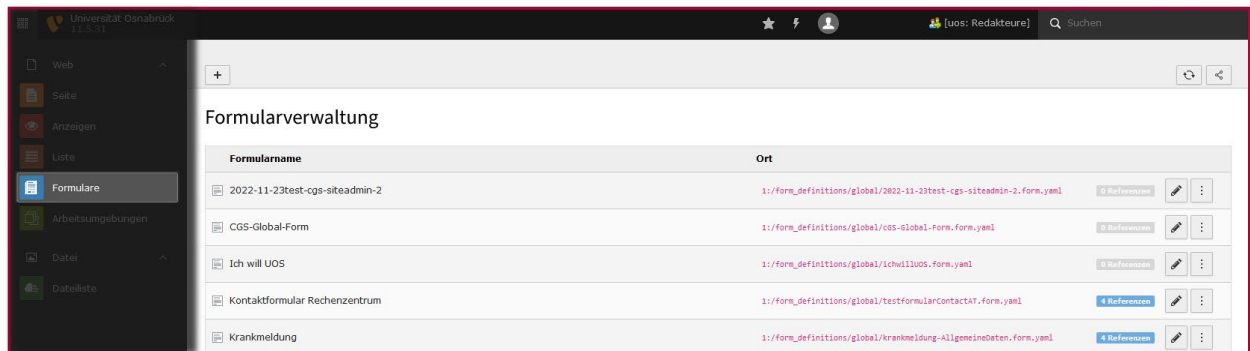 Universität Osnabrück
11.5.31
[uos: Redakteure]
Suchen
Web
Seite
Anzeigen
Liste
Formulare
Arbeitsumgebungen
Datei
Dateiliste
+
Formularverwaltung
Formularname Ort
2022-11-23test-cgs-siteadmin-2 1:/form_definitions/global/2022-11-23test-cgs-siteadmin-2.form.yaml 0 Referenzen
CGS-Global-Form 1:/form_definitions/global/cGS-Global-Form.form.yaml 0 Referenzen
Ich will UOS 1:/form_definitions/global/ichwillUOS.form.yaml 0 Referenzen
Kontaktformular Rechenzentrum 1:/form_definitions/global/testformularContactAT.form.yaml 4 Referenzen
Krankmeldung 1:/form_definitions/global/krankmeldung-AllgemeineDaten.form.yaml 4 Referenzen